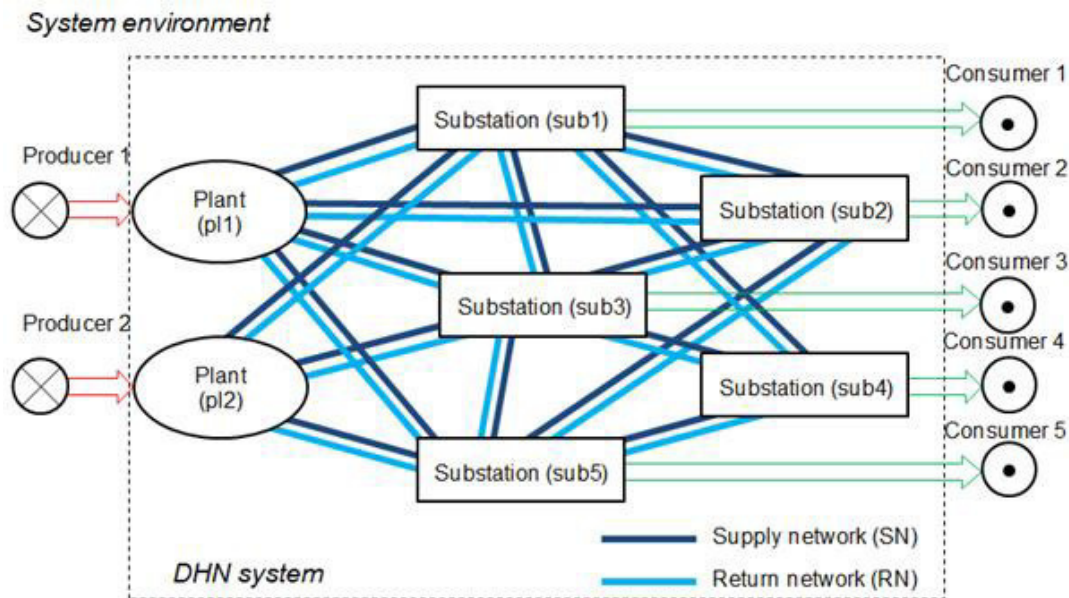 System environment
Consumer 1
Substation (sub1)
Producer 1
Consumer 2
Plant
(pl1)
Substation (sub2)
Consumer 3
Substation (sub3)
Producer 2
Consumer 4
Plant
(pl2)
Substation (sub4)
Consumer 5
Substation (sub5)
Supply network (SN)
DHN system
Return network (RN)